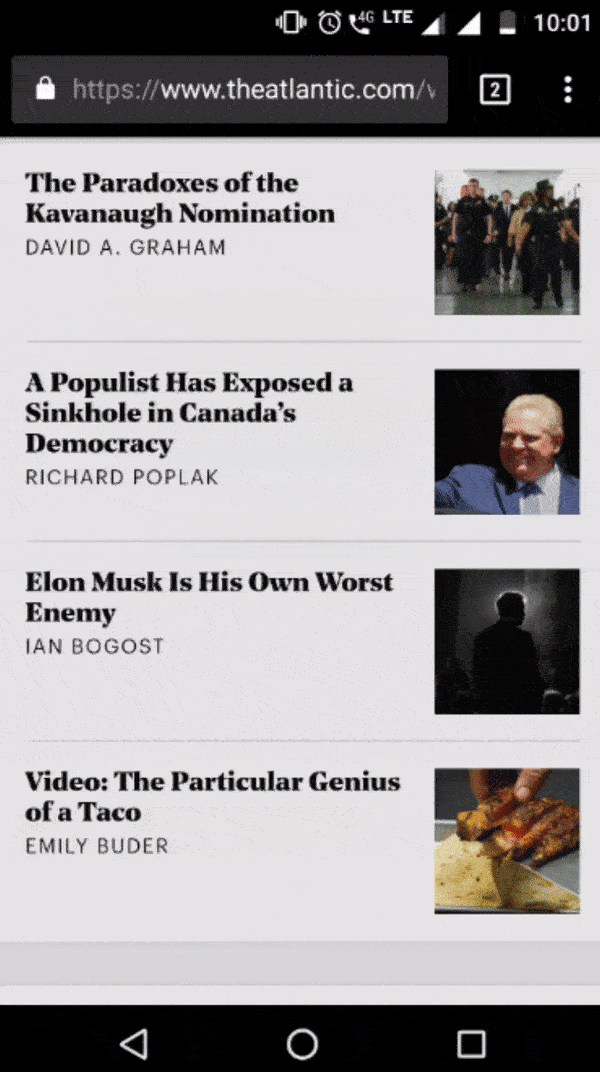 4G LTE 10:01
https://www.theatlantic.com/v
2
The Paradoxes of the
Kavanaugh Nomination
DAVID A. GRAHAM
A Populist Has Exposed a
Sinkhole in Canada’s
Democracy
RICHARD POPLAK
Elon Musk Is His Own Worst
Enemy
IAN BOGOST
Video: The Particular Genius
of a Taco
EMILY BUDER